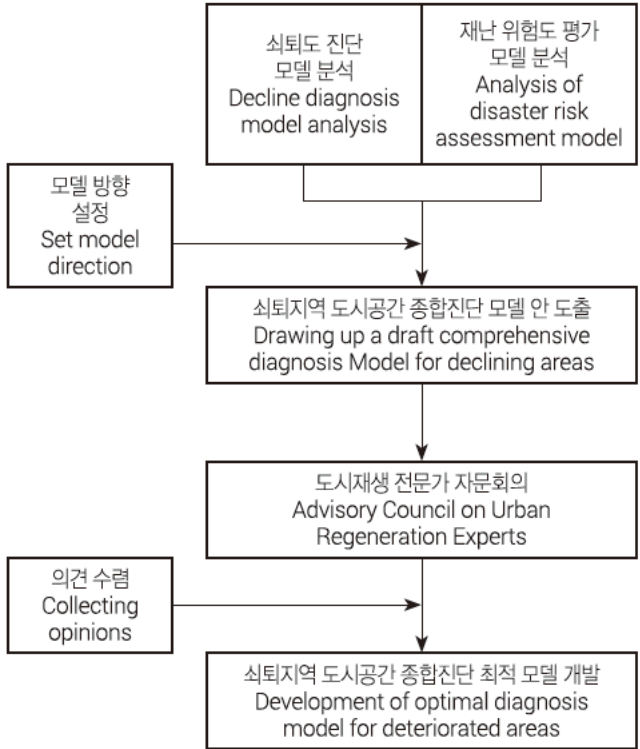 쇠퇴도 진단
모델 분석
Decline diagnosis
model analysis
재난 위험도 평가
모델 분석
Analysis of
disaster risk
assessment model
모델 방향
설정
Set model
direction
쇠퇴지역 도시공간 종합진단 모델 안 도출
Drawing up a draft comprehensive
diagnosis Model for declining areas
도시재생 전문가 자문회의
Advisory Council on Urban
Regeneration Experts
의견 수렴
Collecting
opinions
쇠퇴지역 도시공간 종합진단 최적 모델 개발
Development of optimal diagnosis
model for deteriorated areas